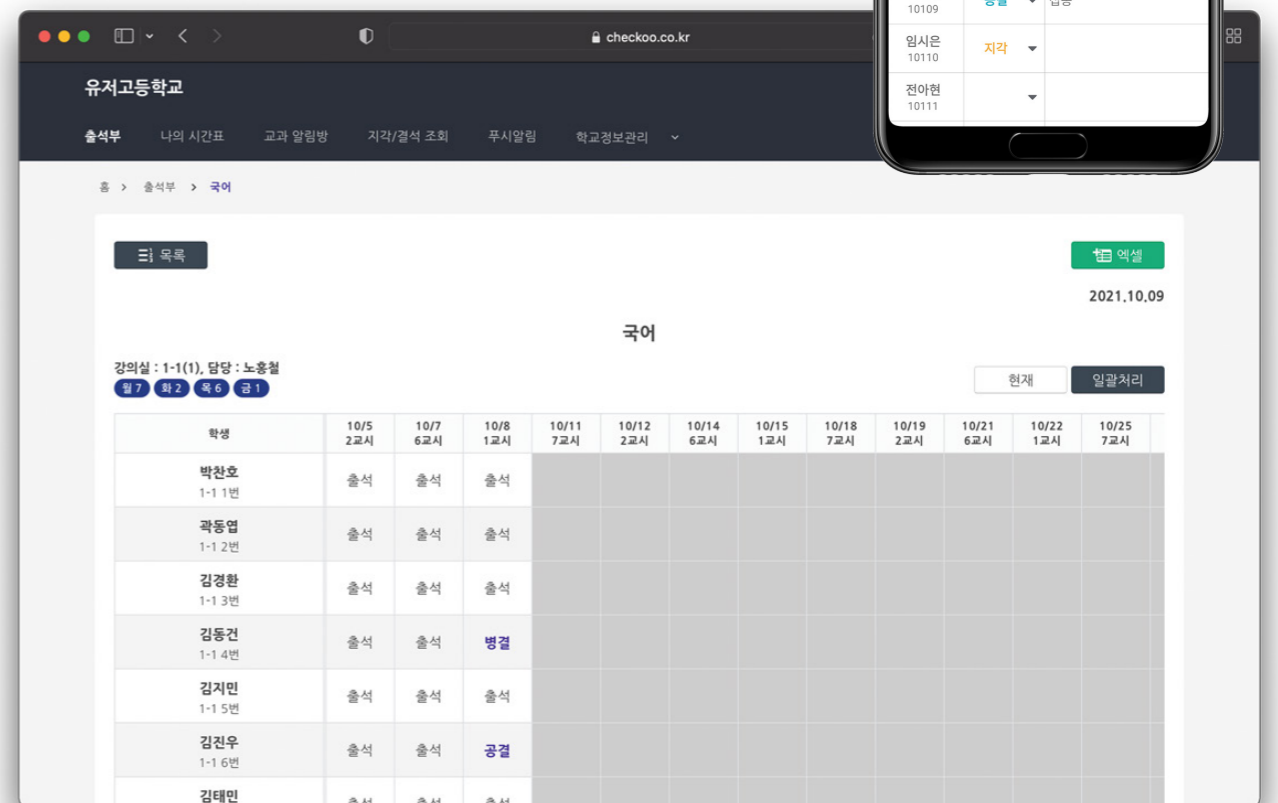 10109
checkoo.co.kr
임시은
10110
지각
전아현
10111
유저고등학교
출석부 나의 시간표 교과 알림방 지각/결석 조회 푸시알림 학교정보관리
홈 > 출석부 > 국어
목록
엑셀
2021.10.09
국어
강의실 : 1-1(1), 담당 : 노홍철
월 7 화 2 목 6 금 1
현재 일괄처리
학생 10/5 10/7 10/8 10/11 10/12 10/14 10/15 10/18 10/19 10/21 10/22 10/25
2교시 6교시 1교시 7교시 2교시 6교시 1교시 7교시 2교시 6교시 1교시 7교시
박찬호
1-1 1번
출석 출석 출석
곽동엽
1-1 2번
출석 출석 출석
김경환
1-1 3번
출석 출석 출석
김동건
1-1 4번
출석 출석 병결
김지민
1-1 5번
출석 출석 출석
김진우
1-1 6번
출석 출석 공결
김태민